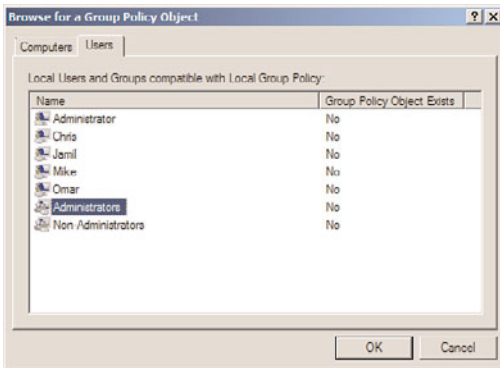 Browse for a Group Policy Object
Computers Users
Local Users and Groups compatible with Local Group Policy:
Name Group Policy Object Exists
Administrator No
Chris No
Jamil No
Mike No
Omar No
Administrators No
Non-Administrators No
OK Cancel